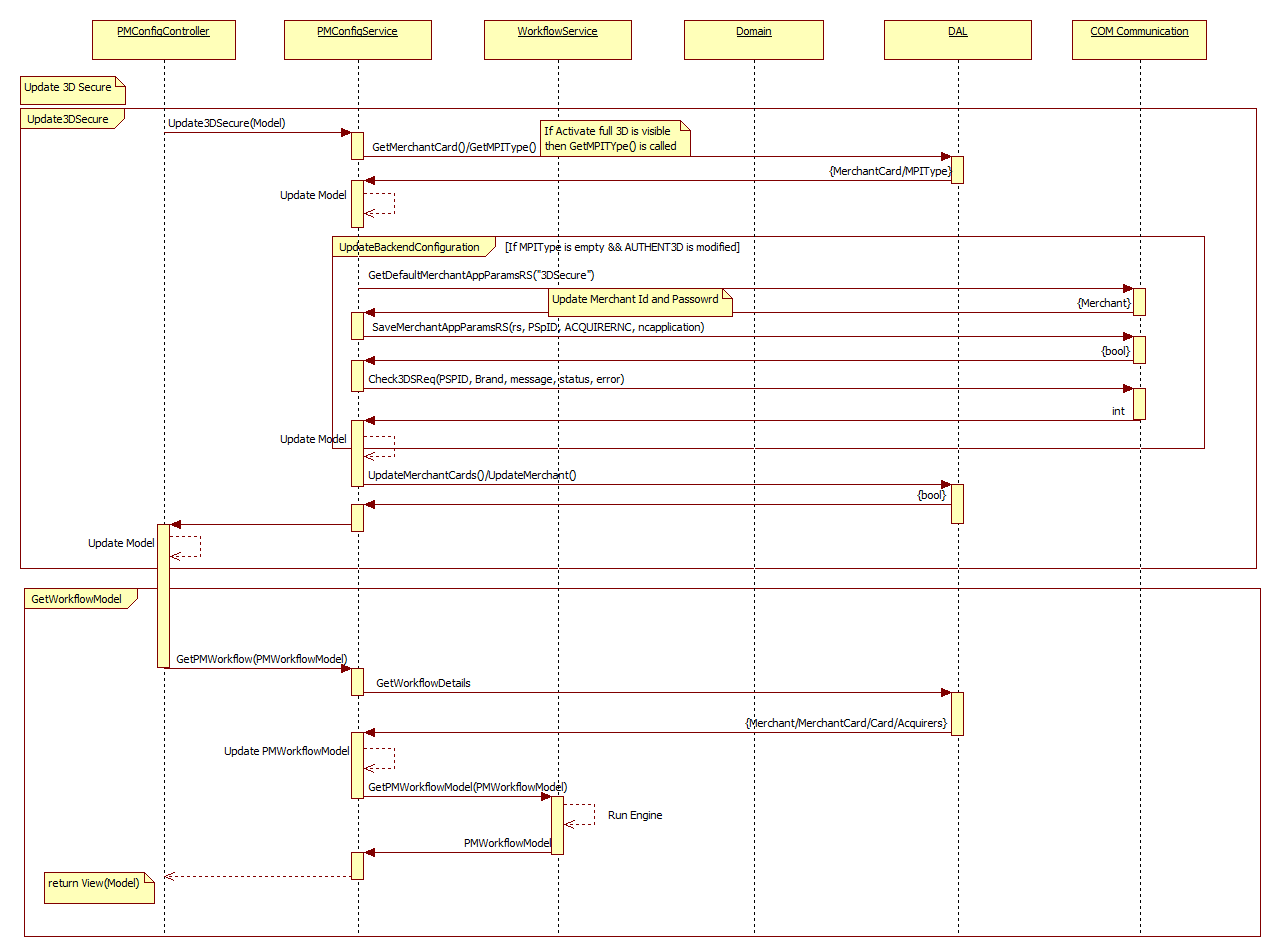 PMConfigController
PMConfigService
WorkflowService
Domain
DAL
COM Communication
Update 3D Secure
Update3DSecure
Update3DSecure(Model)
If Activate full 3D is visible
then GetMPITYpe() is called
GetMerchantCard()/GetMPIType()
{MerchantCard/MPIType}
Update Model
UpdateBackendConfiguration
[If MPIType is empty && AUTHENT3D is modified]
GetDefaultMerchantAppParamsRS("3DSecure")
Update Merchant Id and Passowrd
{Merchant}
SaveMerchantAppParamsRS(rs, PSpID, ACQUIRERNC, ncapplication)
{bool}
Check3DSReq(PSPID, Brand, message, status, error)
int
Update Model
UpdateMerchantCards()/UpdateMerchant()
{bool}
Update Model
GetWorkflowModel
GetPMWorkflow(PMWorkflowModel)
GetWorkflowDetails
{Merchant/MerchantCard/Card/Acquirers}
Update PMWorkflowModel
GetPMWorkflowModel(PMWorkflowModel)
Run Engine
PMWorkflowModel
return View(Model)